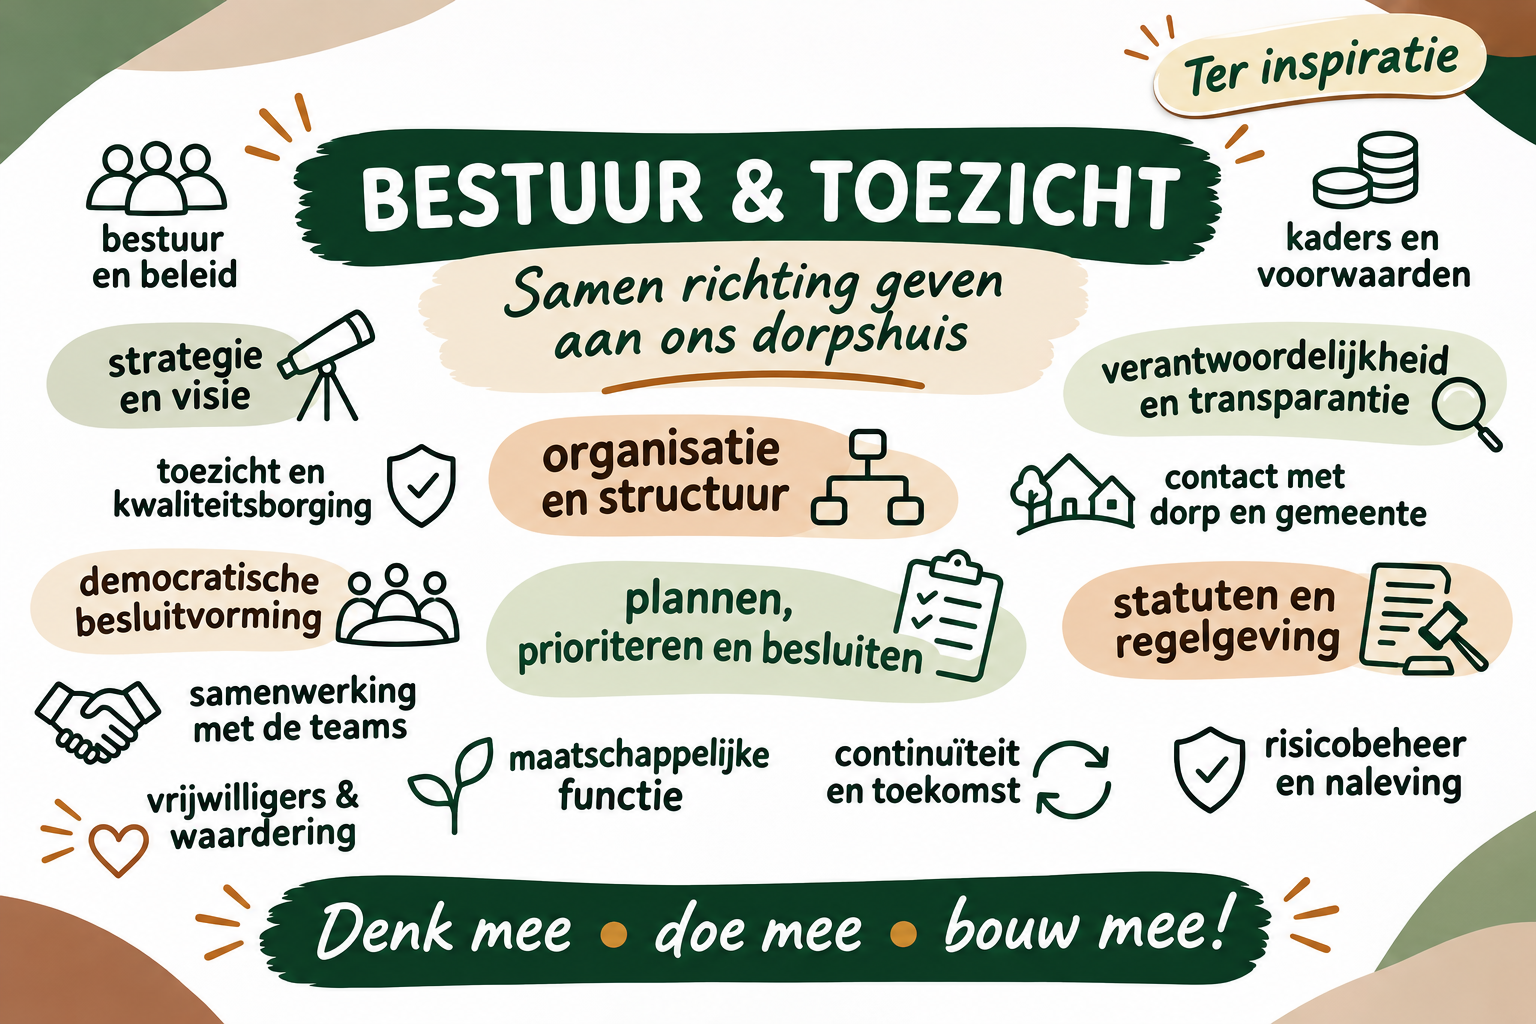 Ter inspiratie
BESTUUR & TOEZICHT
Samen richting geven
aan ons dorpshuis
bestuur
en beleid
kaders en
voorwaarden
strategie
en visie
verantwoordelijkheid
en transparantie
organisatie
en structuur
toezicht en
kwaliteitsborging
contact met
dorp en gemeente
democratische
besluitvorming
plannen,
prioriteren en besluiten
statuten en
regelgeving
samenwerking
met de teams
maatschappelijke
functie
continuïteit
en toekomst
risicobeheer
en naleving
vrijwilligers &
waardering
Denk mee • doe mee • bouw mee!